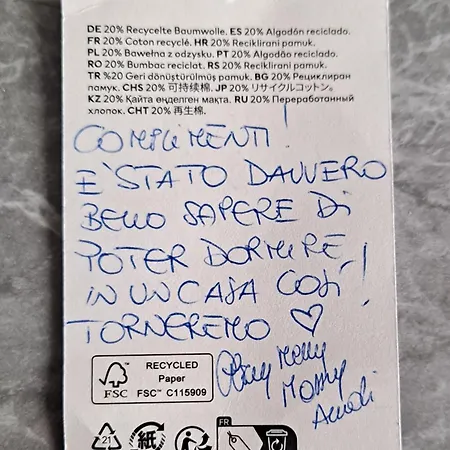 DE 20% Recycelte Baumwolle. ES 20% Algodón reciclado.
FR 20% Coton recyclé. HR 20% Reciklirani pamuk.
PL 20% Bawełna z odzysku. PT 20% Algodão reciclado.
RO 20% Bumbac reciclat. RS 20% Reciklirani pamuk.
TR %20 Geri dönüştürülmüş pamuk. BG 20% Рециклиран
памук. CHS 20% 可持续棉. JP 20% リサイクルコットン。
KZ 20% Қайта өңделген мақта. RU 20% Переработанный
хлопок. CHT 20% 再生棉.
COMPLIMENTI!
E' STATO DAVVERO
BELLO SAPERE DI
POTER DORMIRE
IN UN CASA COSÍ!
TORNEREMO
RECYCLED
Paper
FSC
FSC™ C115909
FR
21
紙